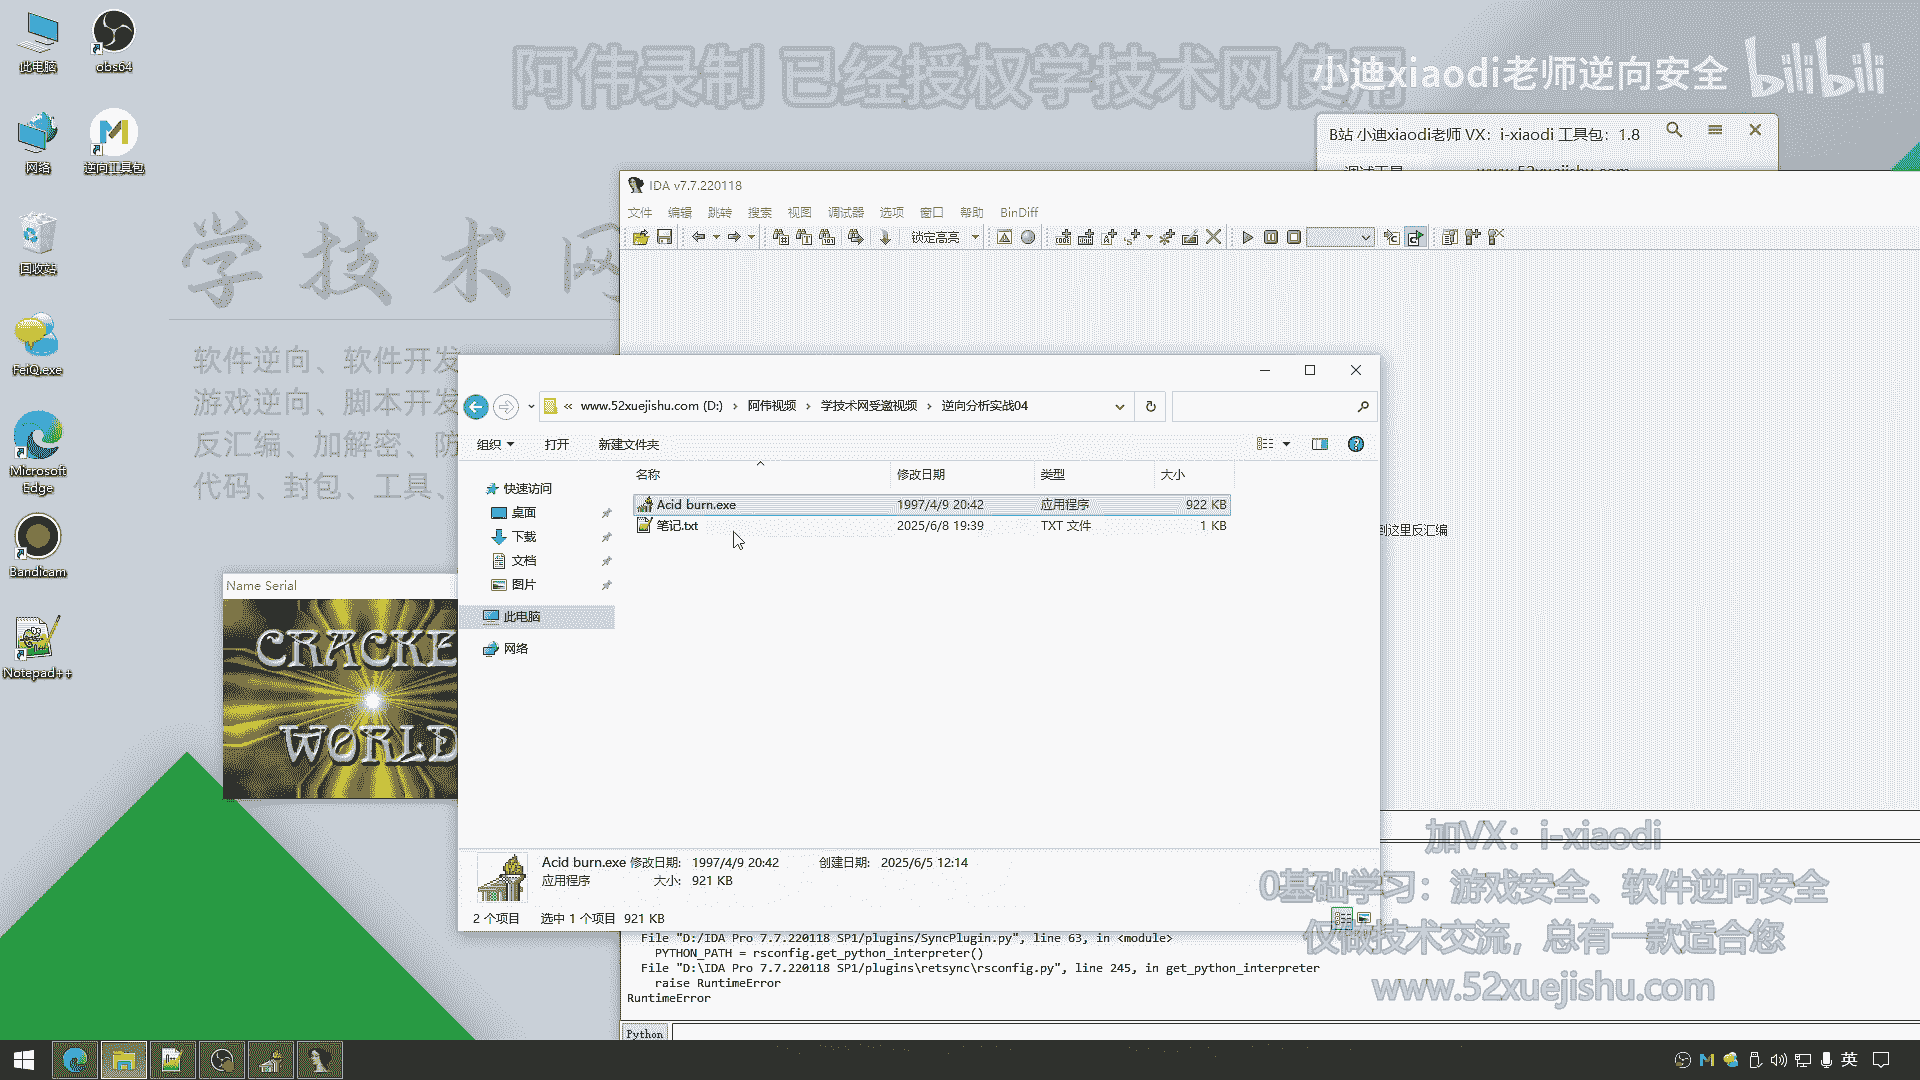 此电脑
obs64
网络
逆向工具包
回收站
FeiQ.exe
Microsoft
Edge
Bandicam
Notepad++
阿伟录制 已经授权学技术网使用
小迪xiaodi老师逆向安全
bilibili
B站 小迪xiaodi老师 VX：i-xiaodi 工具包：1.8
学 技 术 网
软件逆向、软件开发
游戏逆向、脚本开发
反汇编、加解密、防
代码、封包、工具、
IDA v7.7.220118
文件 编辑 跳转 搜索 视图 调试器 选项 窗口 帮助 BinDiff
锁定高亮
到这里反汇编
Name Serial
CRACKE
WORLD
« www.52xuejishu.com (D:) › 阿伟视频 › 学技术网受邀视频 › 逆向分析实战04
组织 打开 新建文件夹
名称 修改日期 类型 大小
快速访问
桌面
下载
文档
图片
此电脑
网络
Acid burn.exe 1997/4/9 20:42 应用程序 922 KB
笔记.txt 2025/6/8 19:39 TXT 文件 1 KB
Acid burn.exe 修改日期: 1997/4/9 20:42 创建日期: 2025/6/5 12:14
应用程序 大小: 921 KB
2 个项目 选中 1 个项目 921 KB
File "D:/IDA Pro 7.7.220118 SP1/plugins/SyncPlugin.py", line 63, in <module>
PYTHON_PATH = rsconfig.get_python_interpreter()
File "D:\IDA Pro 7.7.220118 SP1/plugins\retsync\rsconfig.py", line 245, in get_python_interpreter
raise RuntimeError
RuntimeError
Python
加VX：i-xiaodi
0基础学习：游戏安全、软件逆向安全
仅做技术交流，总有一款适合您
www.52xuejishu.com
英